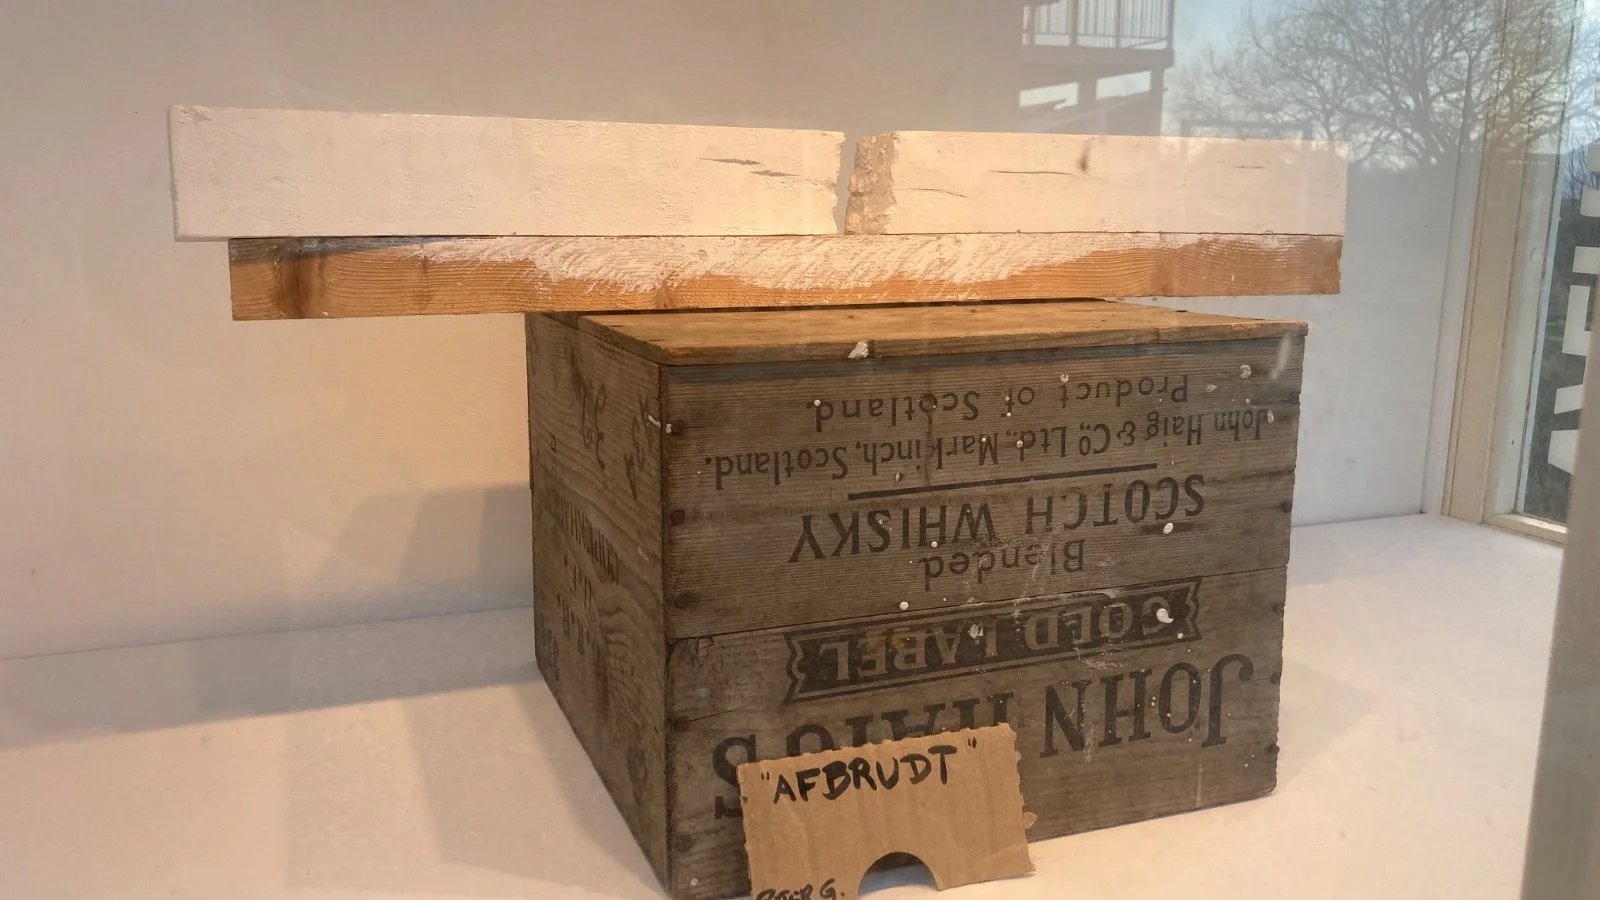 Product of Scotland.
John Haig & Co. Ltd., Markinch, Scotland.
SCOTCH WHISKY
Blended
GOLD LABEL
JOHN HAIG'S
"AFBRUDT"
G.